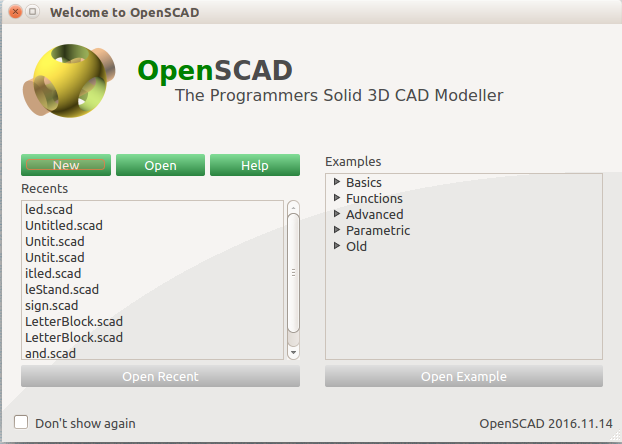 Welcome to OpenSCAD
OpenSCAD
The Programmers Solid 3D CAD Modeller
New
Open
Help
Recents
led.scad
Untitled.scad
Untit.scad
Untit.scad
itled.scad
leStand.scad
sign.scad
LetterBlock.scad
LetterBlock.scad
and.scad
Open Recent
Examples
Basics
Functions
Advanced
Parametric
Old
Open Example
Don't show again
OpenSCAD 2016.11.14